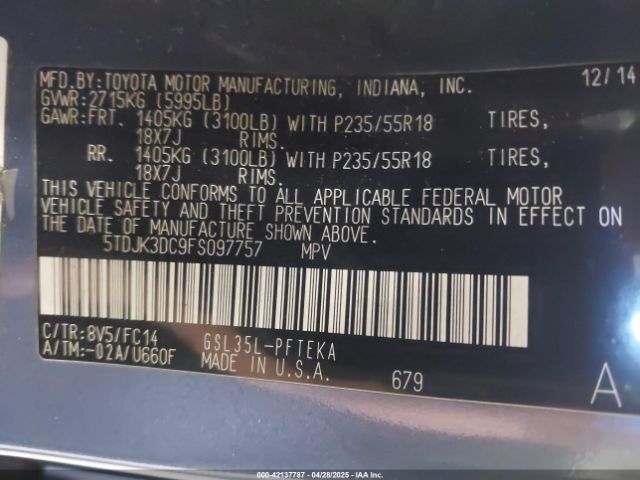 MFD.BY:TOYOTA MOTOR MANUFACTURING, INDIANA, INC. 12/14
GVWR:2715KG (5995LB)
GAWR:FRT. 1405KG (3100LB) WITH P235/55R18 TIRES,
18X7J RIMS.
RR. 1405KG (3100LB) WITH P235/55R18 TIRES,
18X7J RIMS.
THIS VEHICLE CONFORMS TO ALL APPLICABLE FEDERAL MOTOR
VEHICLE SAFETY AND THEFT PREVENTION STANDARDS IN EFFECT ON
THE DATE OF MANUFACTURE SHOWN ABOVE.
5TDJK3DC9FS097757 MPV
C/TR:8V5/FC14 GSL35L-PFTEKA
A/TM:-02A/U660F MADE IN U.S.A.
679 A
000-42137787 - 04/28/2025 - IAA Inc.